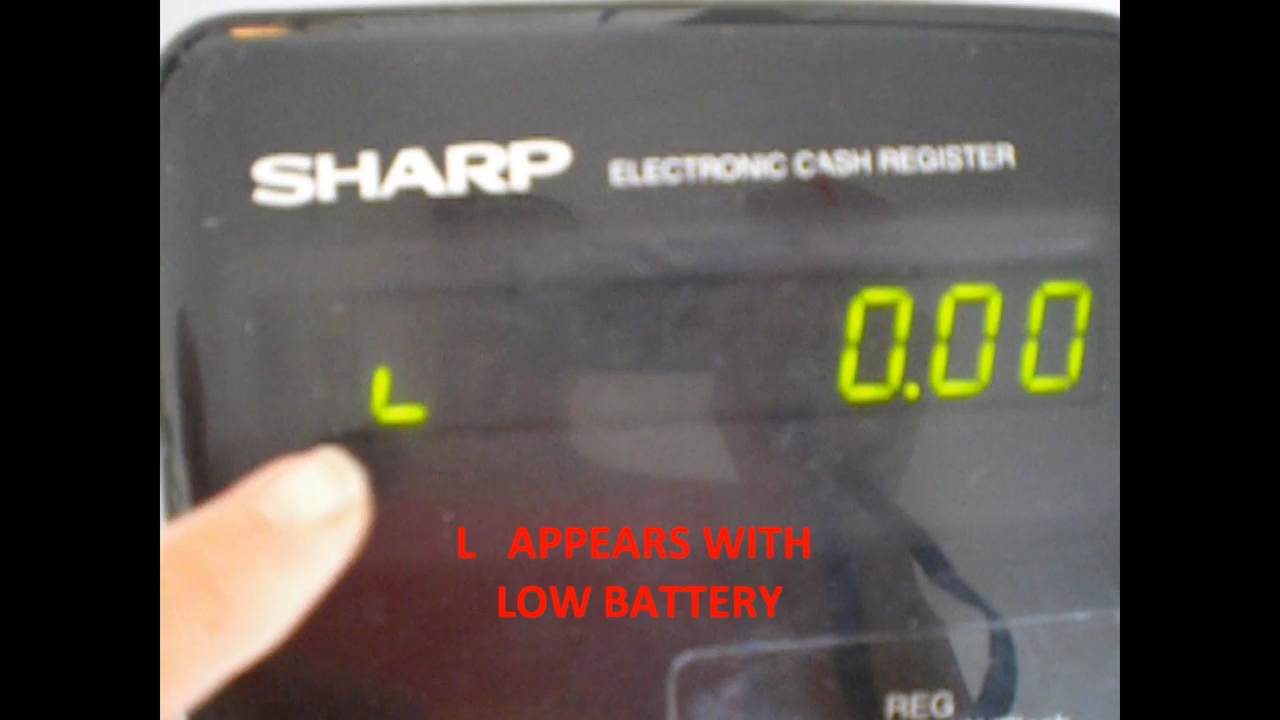 SHARP ELECTRONIC CASH REGISTER
L 0.00
L APPEARS WITH
LOW BATTERY
REG